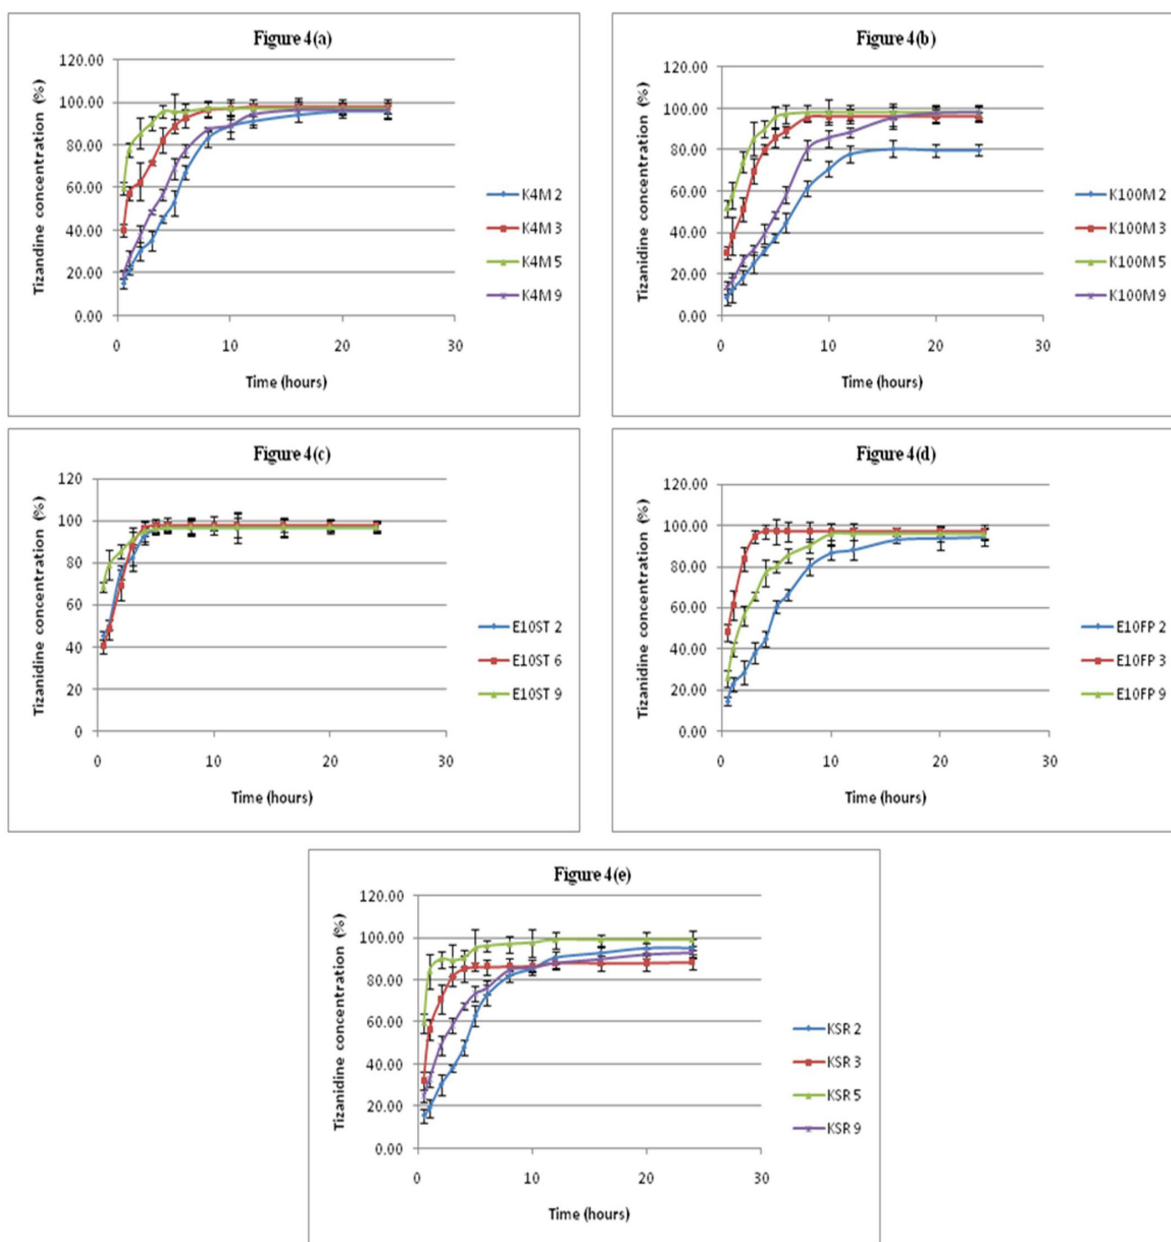 Figure 4(a)
Tizanidine concentration (%)
120.00
100.00
80.00
60.00
40.00
20.00
0.00
0 10 20 30
Time (hours)
K4M 2
K4M 3
K4M 5
K4M 9
Figure 4(b)
Tizanidine concentration (%)
120.00
100.00
80.00
60.00
40.00
20.00
0.00
0 10 20 30
Time (hours)
K100M 2
K100M 3
K100M 5
K100M 9
Figure 4(c)
Tizanidine concentration (%)
120
100
80
60
40
20
0
0 10 20 30
Time (hours)
E10ST 2
E10ST 6
E10ST 9
Figure 4(d)
Tizanidine concentration (%)
120.00
100.00
80.00
60.00
40.00
20.00
0.00
0 10 20 30
Time (hours)
E10FP 2
E10FP 3
E10FP 9
Figure 4(e)
Tizanidine concentration (%)
120.00
100.00
80.00
60.00
40.00
20.00
0.00
0 10 20 30
Time (hours)
KSR 2
KSR 3
KSR 5
KSR 9